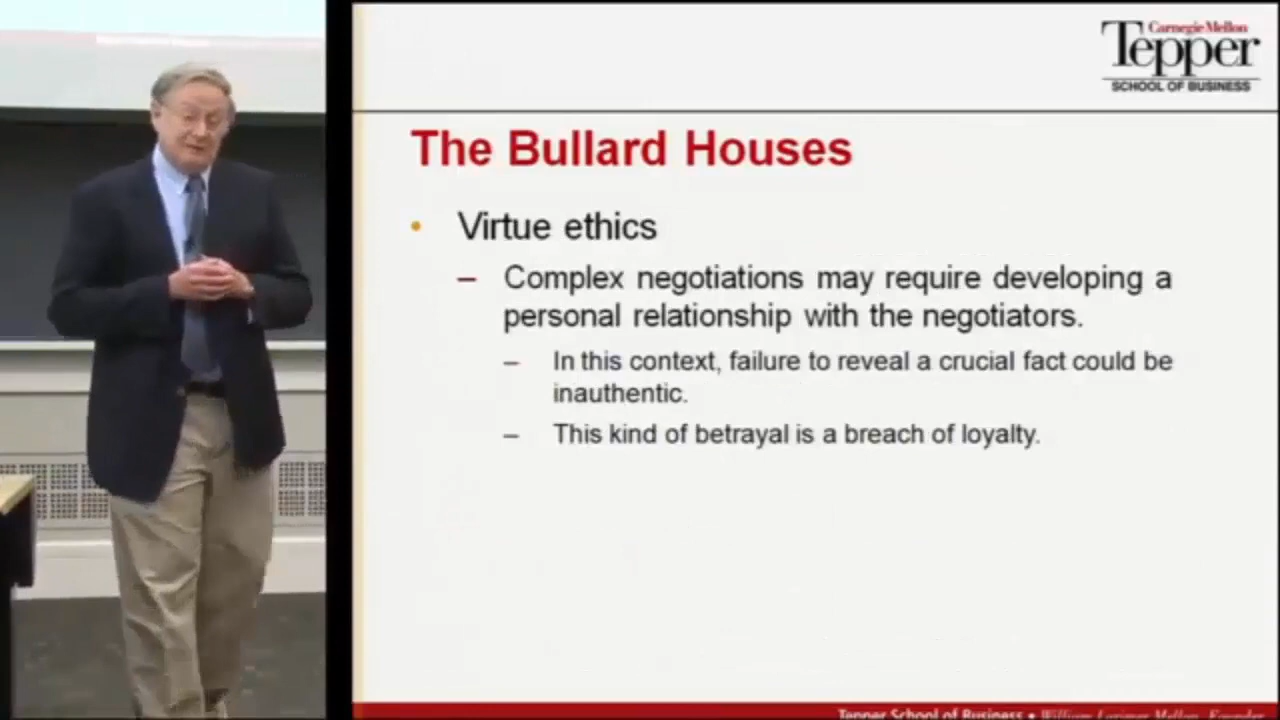 Carnegie Mellon
Tepper
SCHOOL OF BUSINESS
The Bullard Houses
• Virtue ethics
– Complex negotiations may require developing a
personal relationship with the negotiators.
– In this context, failure to reveal a crucial fact could be
inauthentic.
– This kind of betrayal is a breach of loyalty.
Tepper School of Business • William Larimer Mellon, Founder